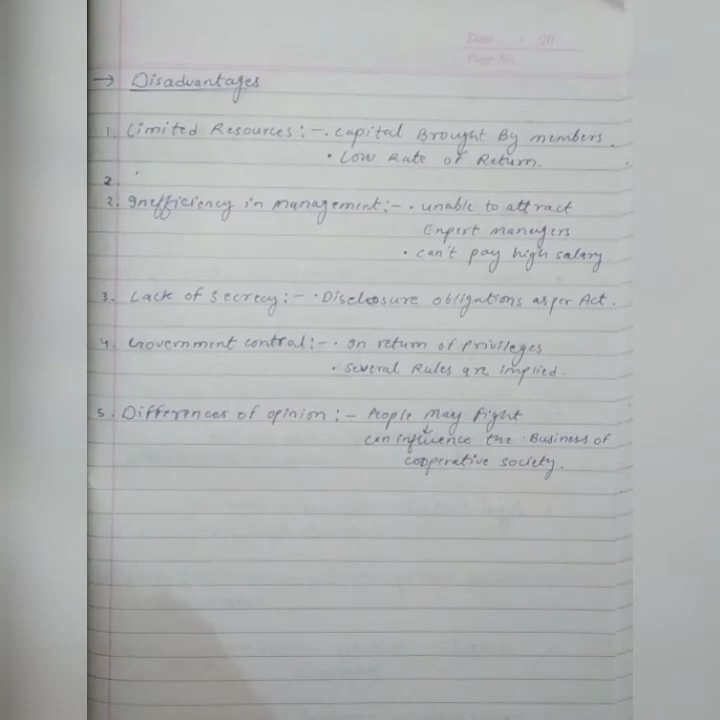 Date : / 20
Page No.
→ Disadvantages
1. Limited Resources :- · Capital Brought By members.
• Low Rate of Return.
2. ·
2. Inefficiency in management :- · unable to attract
Expert managers
• can't pay high salary
3. Lack of secrecy :- · Disclosure obligations as per Act.
4. Government control :- · In return of Privileges
• several Rules are implied.
5. Differences of opinion :- People May Fight
↓
can influence the Business of
cooperative society.